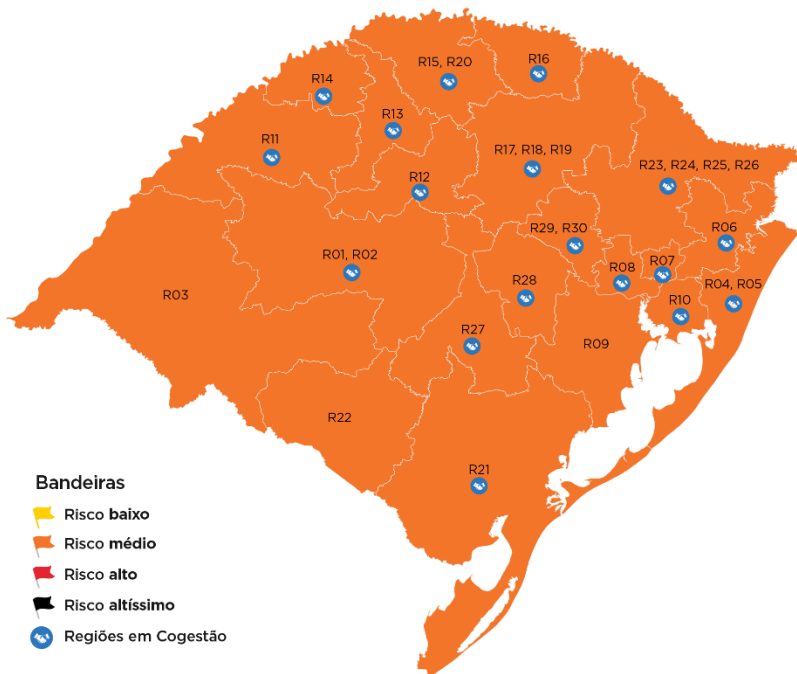 R16
R15, R20
R14
R13
R11
R17, R18, R19
R23, R24, R25, R26
R12
R29, R30
R06
R01, R02
R08
R07
R28
R04, R05
R03
R10
R27
R09
R22
R21
Bandeiras
Risco baixo
Risco médio
Risco alto
Risco altíssimo
Regiões em Cogestão